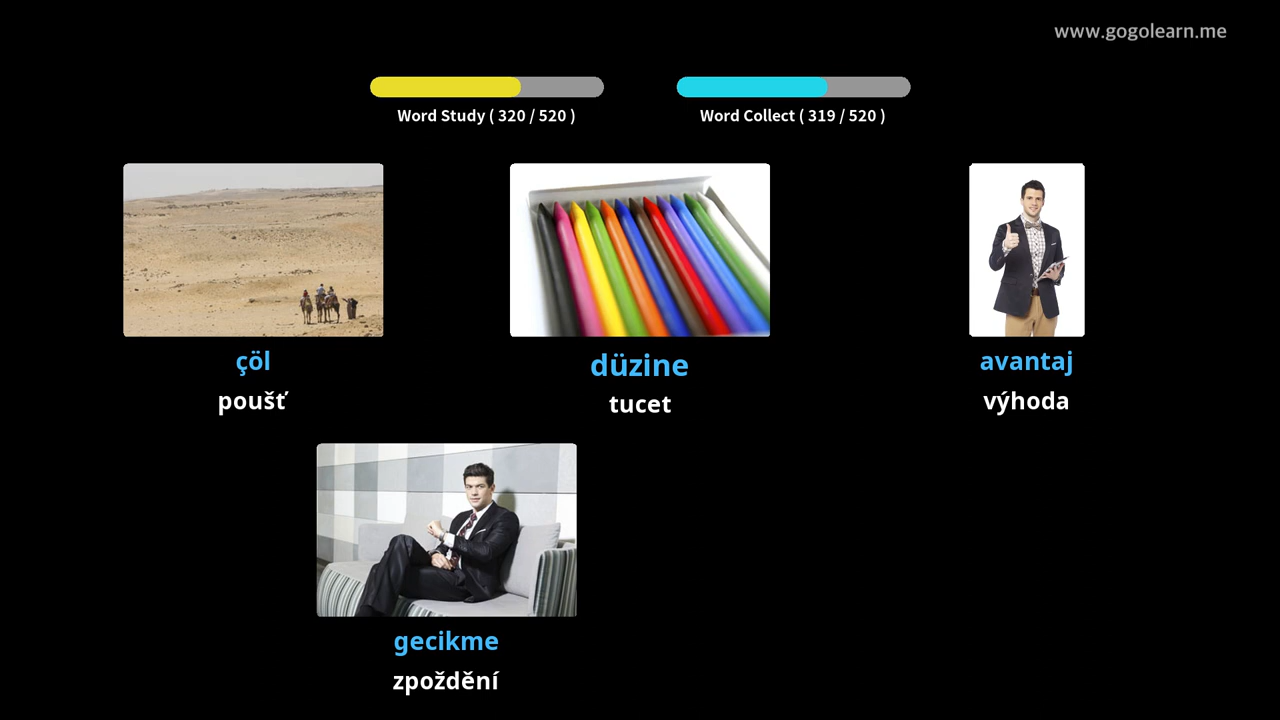 www.gogolearn.me
Word Study ( 320 / 520 )
Word Collect ( 319 / 520 )
çöl
poušť
düzine
tucet
avantaj
výhoda
gecikme
zpoždění